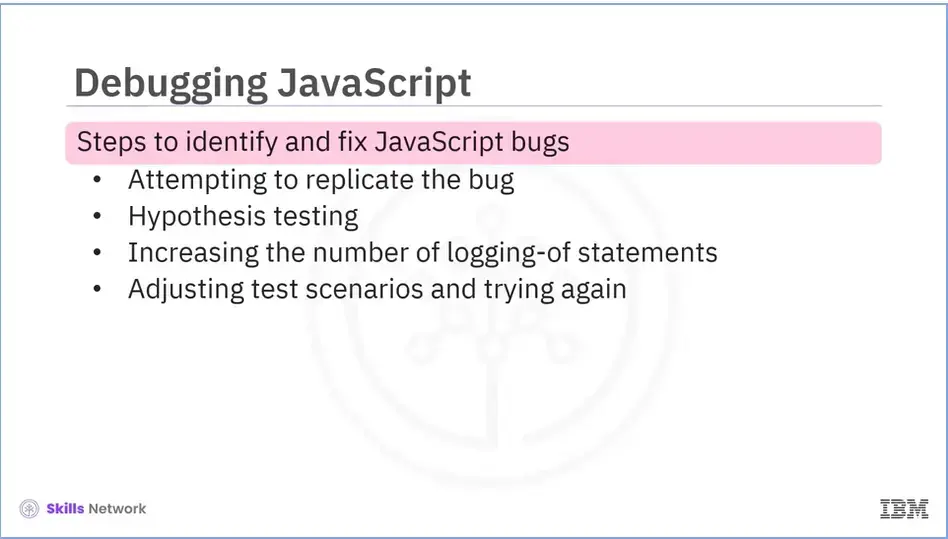 Debugging JavaScript
Steps to identify and fix JavaScript bugs
• Attempting to replicate the bug
• Hypothesis testing
• Increasing the number of logging-of statements
• Adjusting test scenarios and trying again
Skills Network
IBM